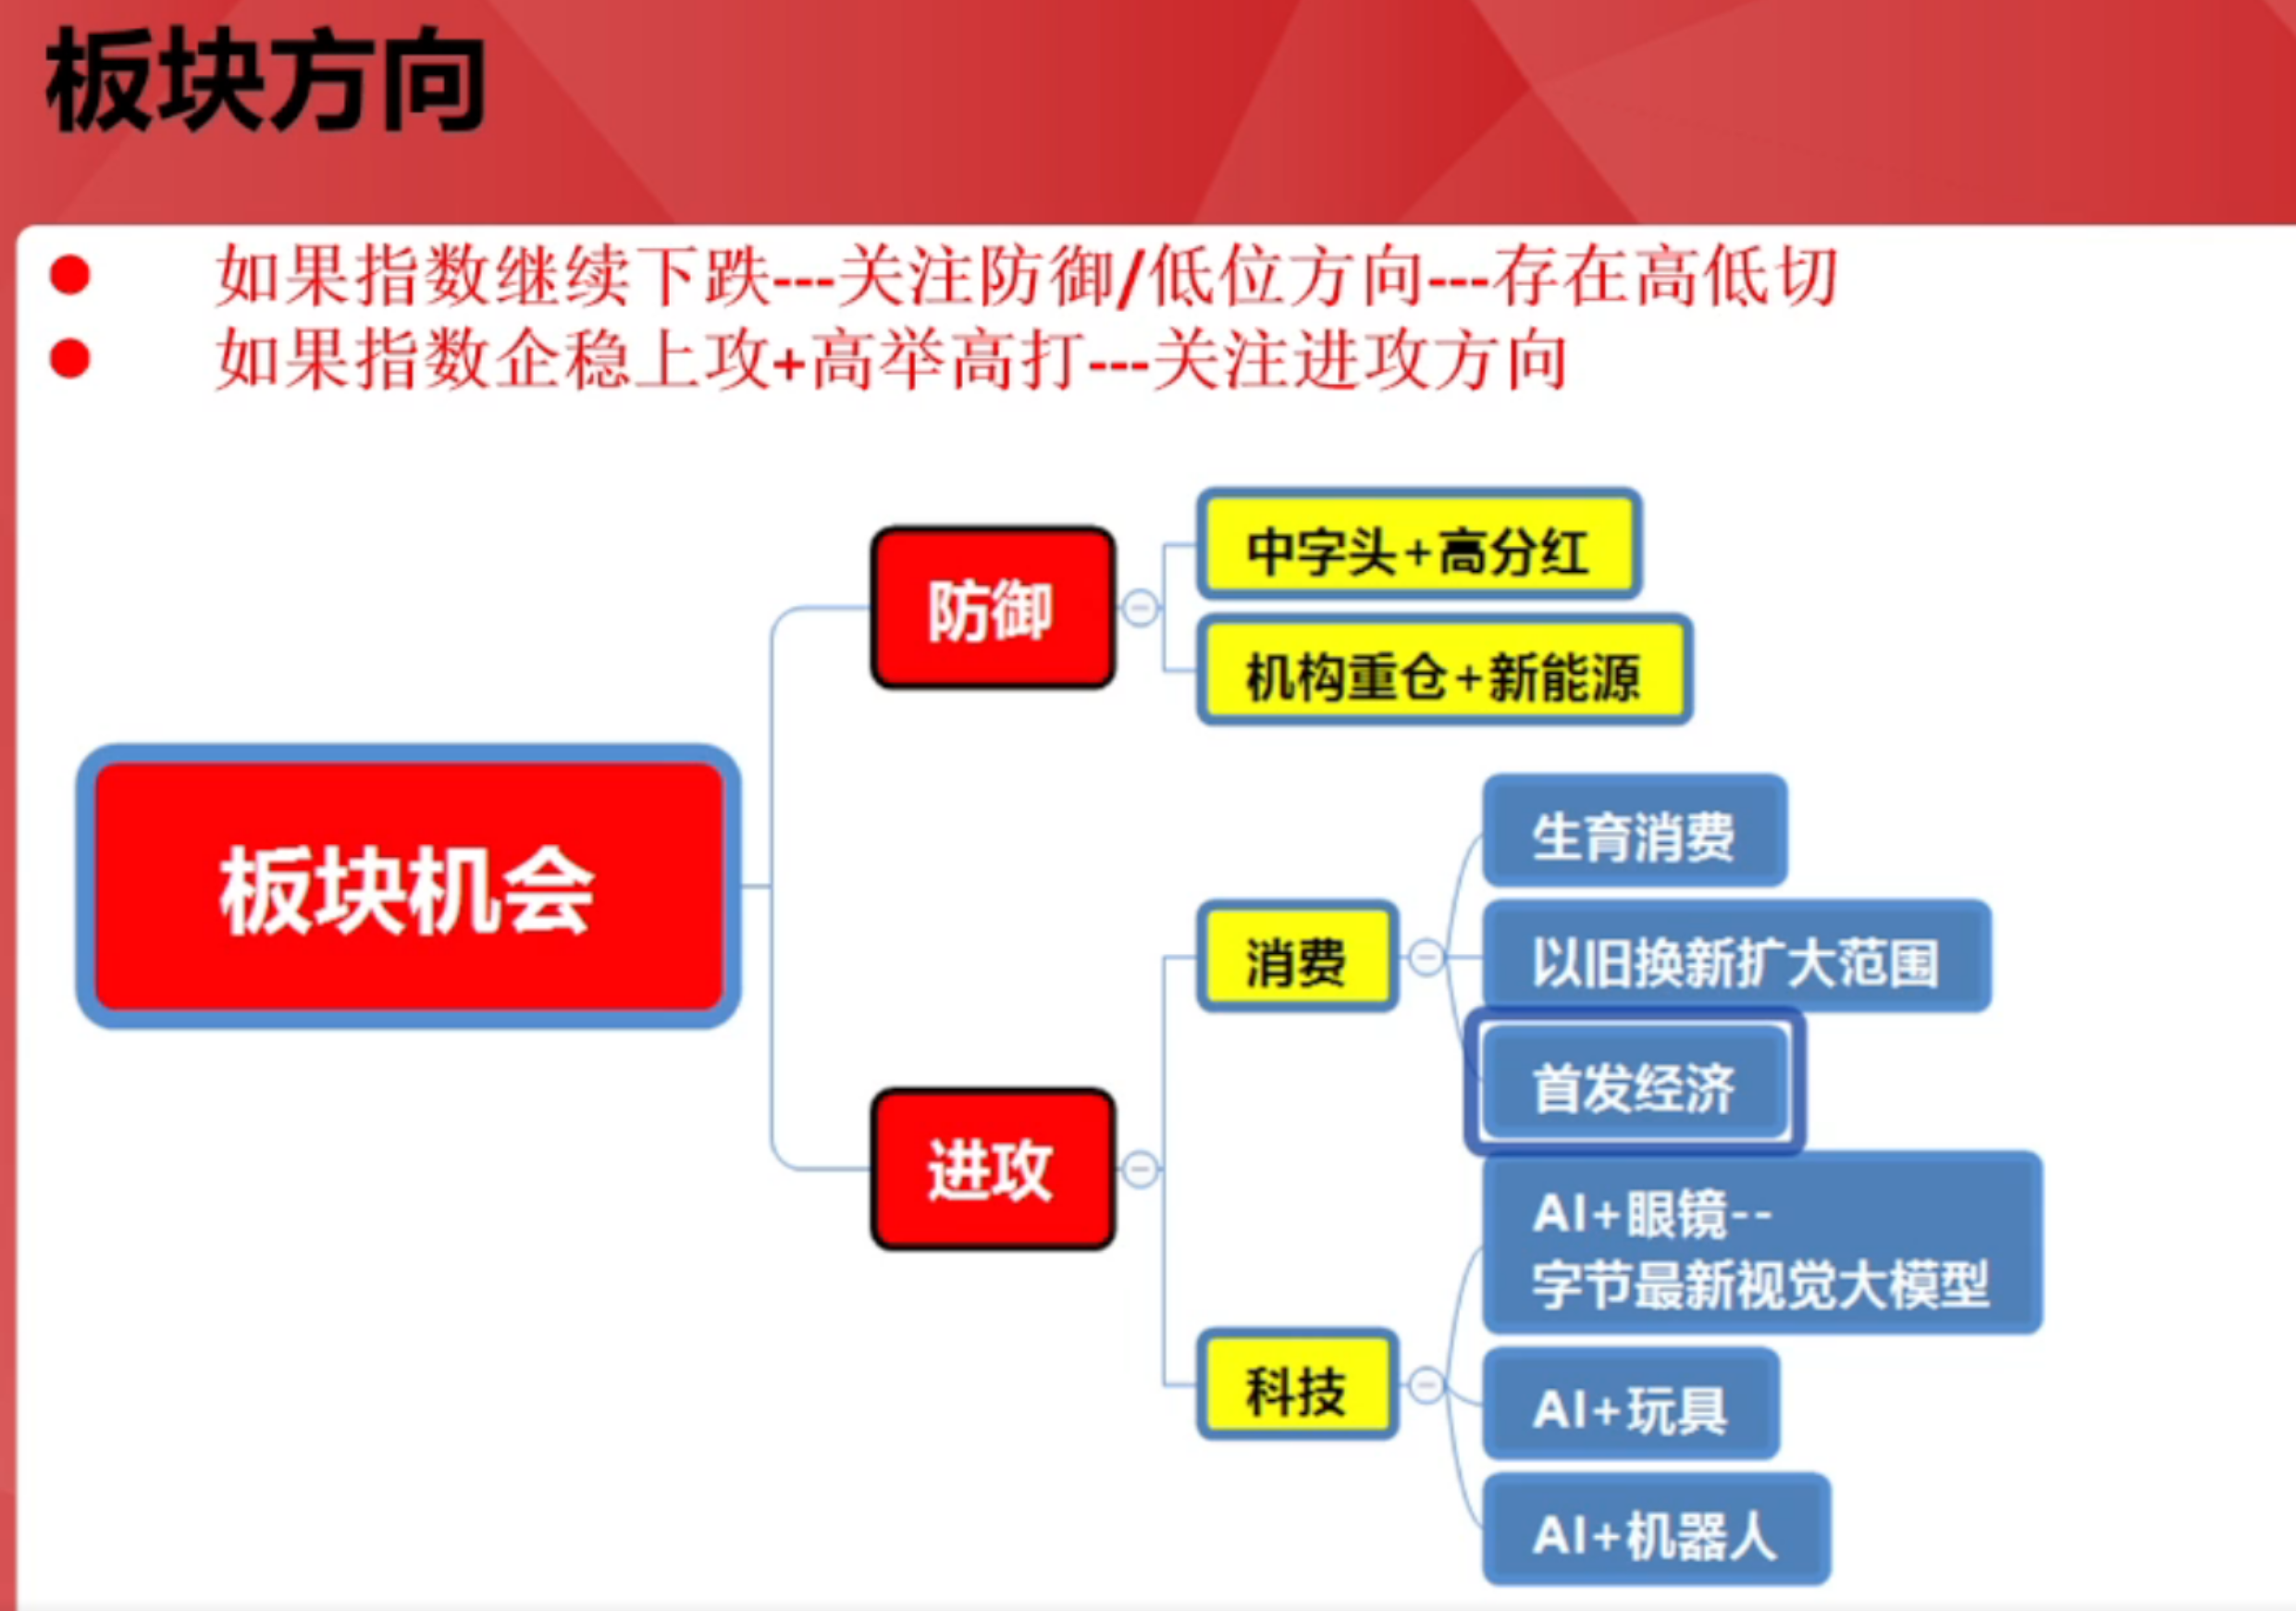 板块方向
如果指数继续下跌---关注防御/低位方向---存在高低切
如果指数企稳上攻+高举高打---关注进攻方向
板块机会
防御
中字头+高分红
机构重仓+新能源
进攻
消费
生育消费
以旧换新扩大范围
首发经济
科技
AI+眼镜--
字节最新视觉大模型
AI+玩具
AI+机器人